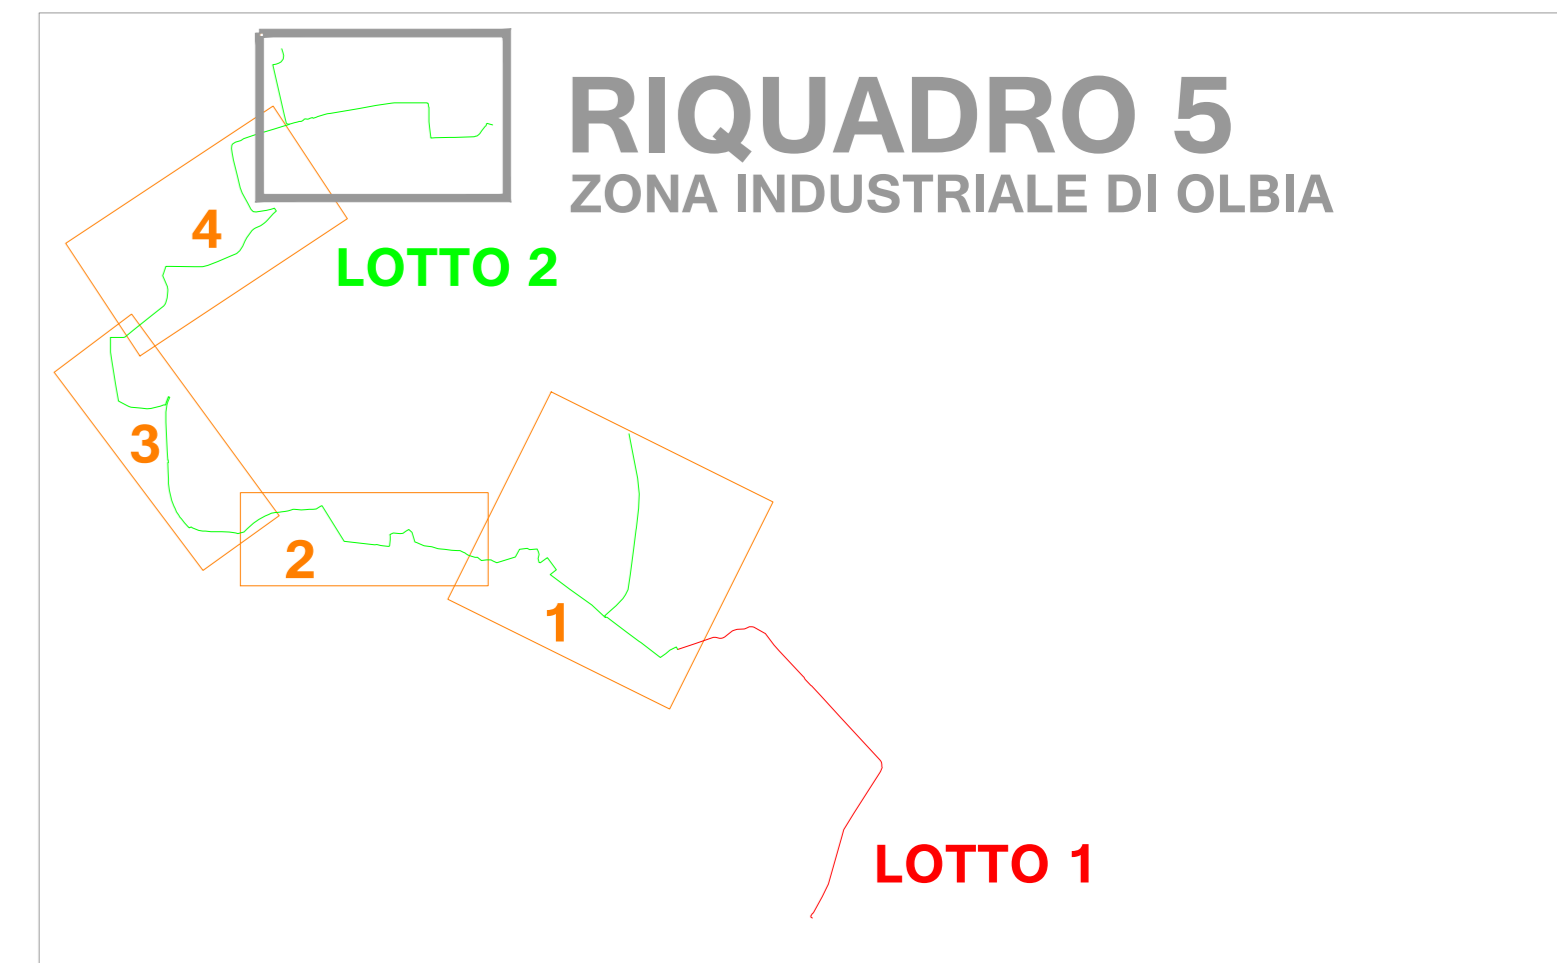 RIQUADRO 5
ZONA INDUSTRIALE DI OLBIA
4
LOTTO 2
3
2
1
LOTTO 1